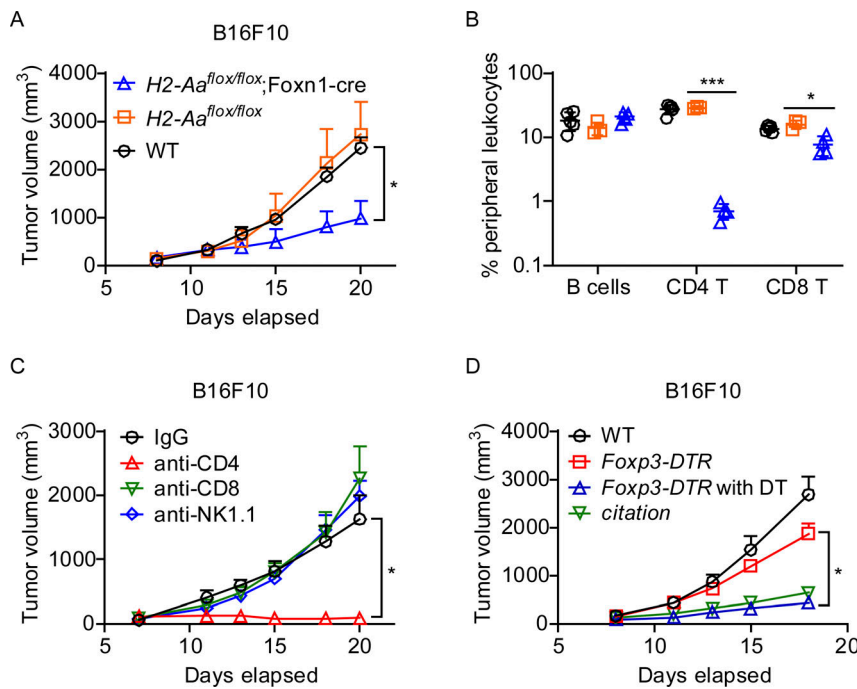 A
B16F10
Tumor volume (mm³)
4000
3000
2000
1000
0
H2-Aa^flox/flox;Foxn1-cre
H2-Aa^flox/flox
WT
*
5
10
15
20
Days elapsed
B
% peripheral leukocytes
100
10
1
0.1
***
*
B cells
CD4 T
CD8 T
C
B16F10
Tumor volume (mm³)
3000
2000
1000
0
IgG
anti-CD4
anti-CD8
anti-NK1.1
*
5
10
15
20
Days elapsed
D
B16F10
Tumor volume (mm³)
4000
3000
2000
1000
0
WT
Foxp3-DTR
Foxp3-DTR with DT
citation
*
5
10
15
20
Days elapsed